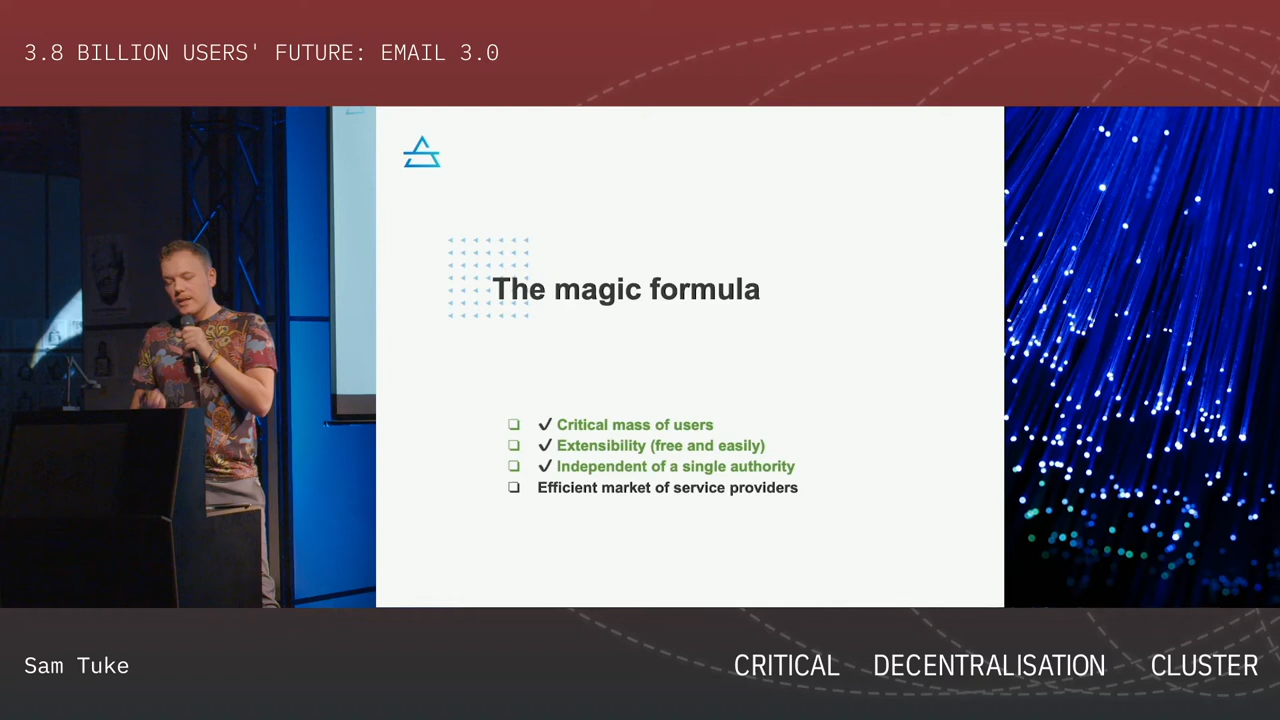 3.8 BILLION USERS' FUTURE: EMAIL 3.0
The magic formula
❏ ✔ Critical mass of users
❏ ✔ Extensibility (free and easily)
❏ ✔ Independent of a single authority
❏ Efficient market of service providers
Sam Tuke
CRITICAL DECENTRALISATION CLUSTER